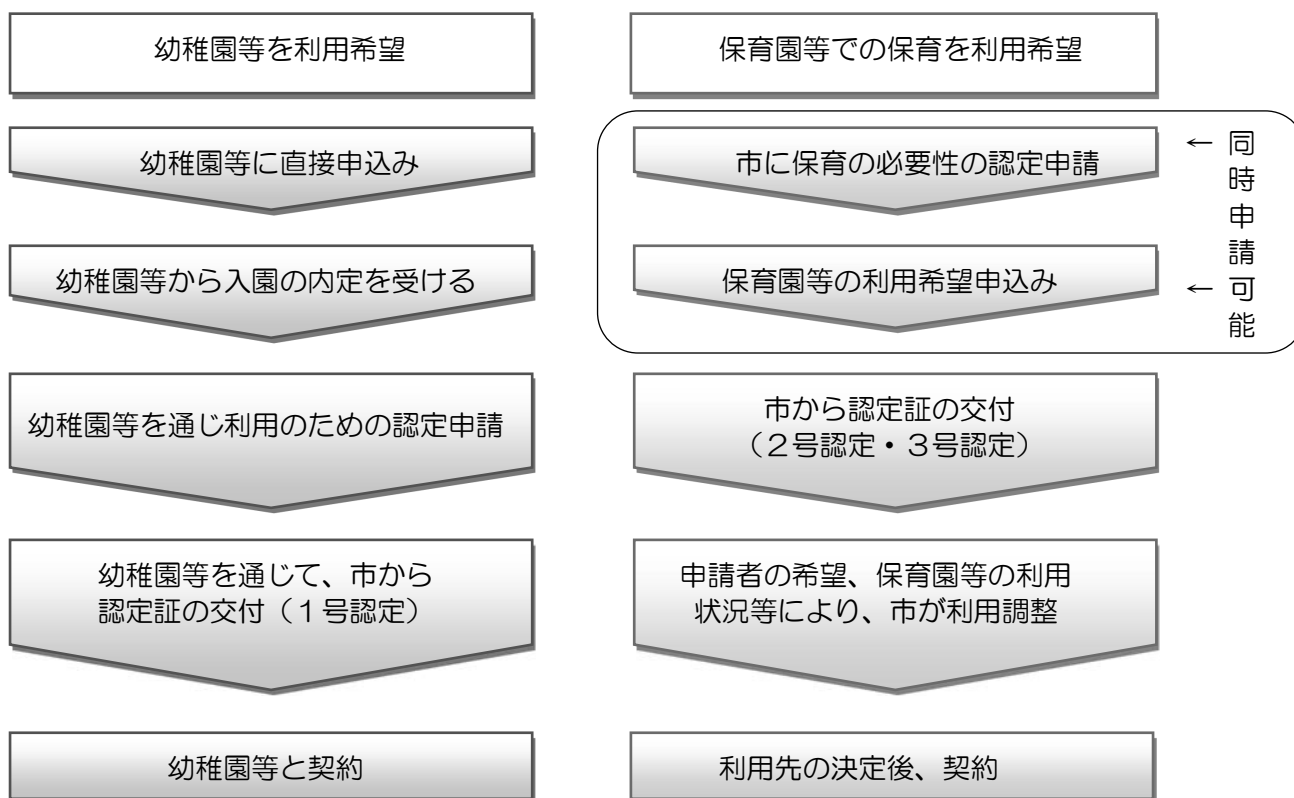 幼稚園等を利用希望
幼稚園等に直接申込み
幼稚園等から入園の内定を受ける
幼稚園等を通じ利用のための認定申請
幼稚園等を通じて、市から
認定証の交付（１号認定）
幼稚園等と契約
保育園等での保育を利用希望
市に保育の必要性の認定申請
保育園等の利用希望申込み
← 同時申請可能
←
市から認定証の交付
（２号認定・３号認定）
申請者の希望、保育園等の利用
状況等により、市が利用調整
利用先の決定後、契約